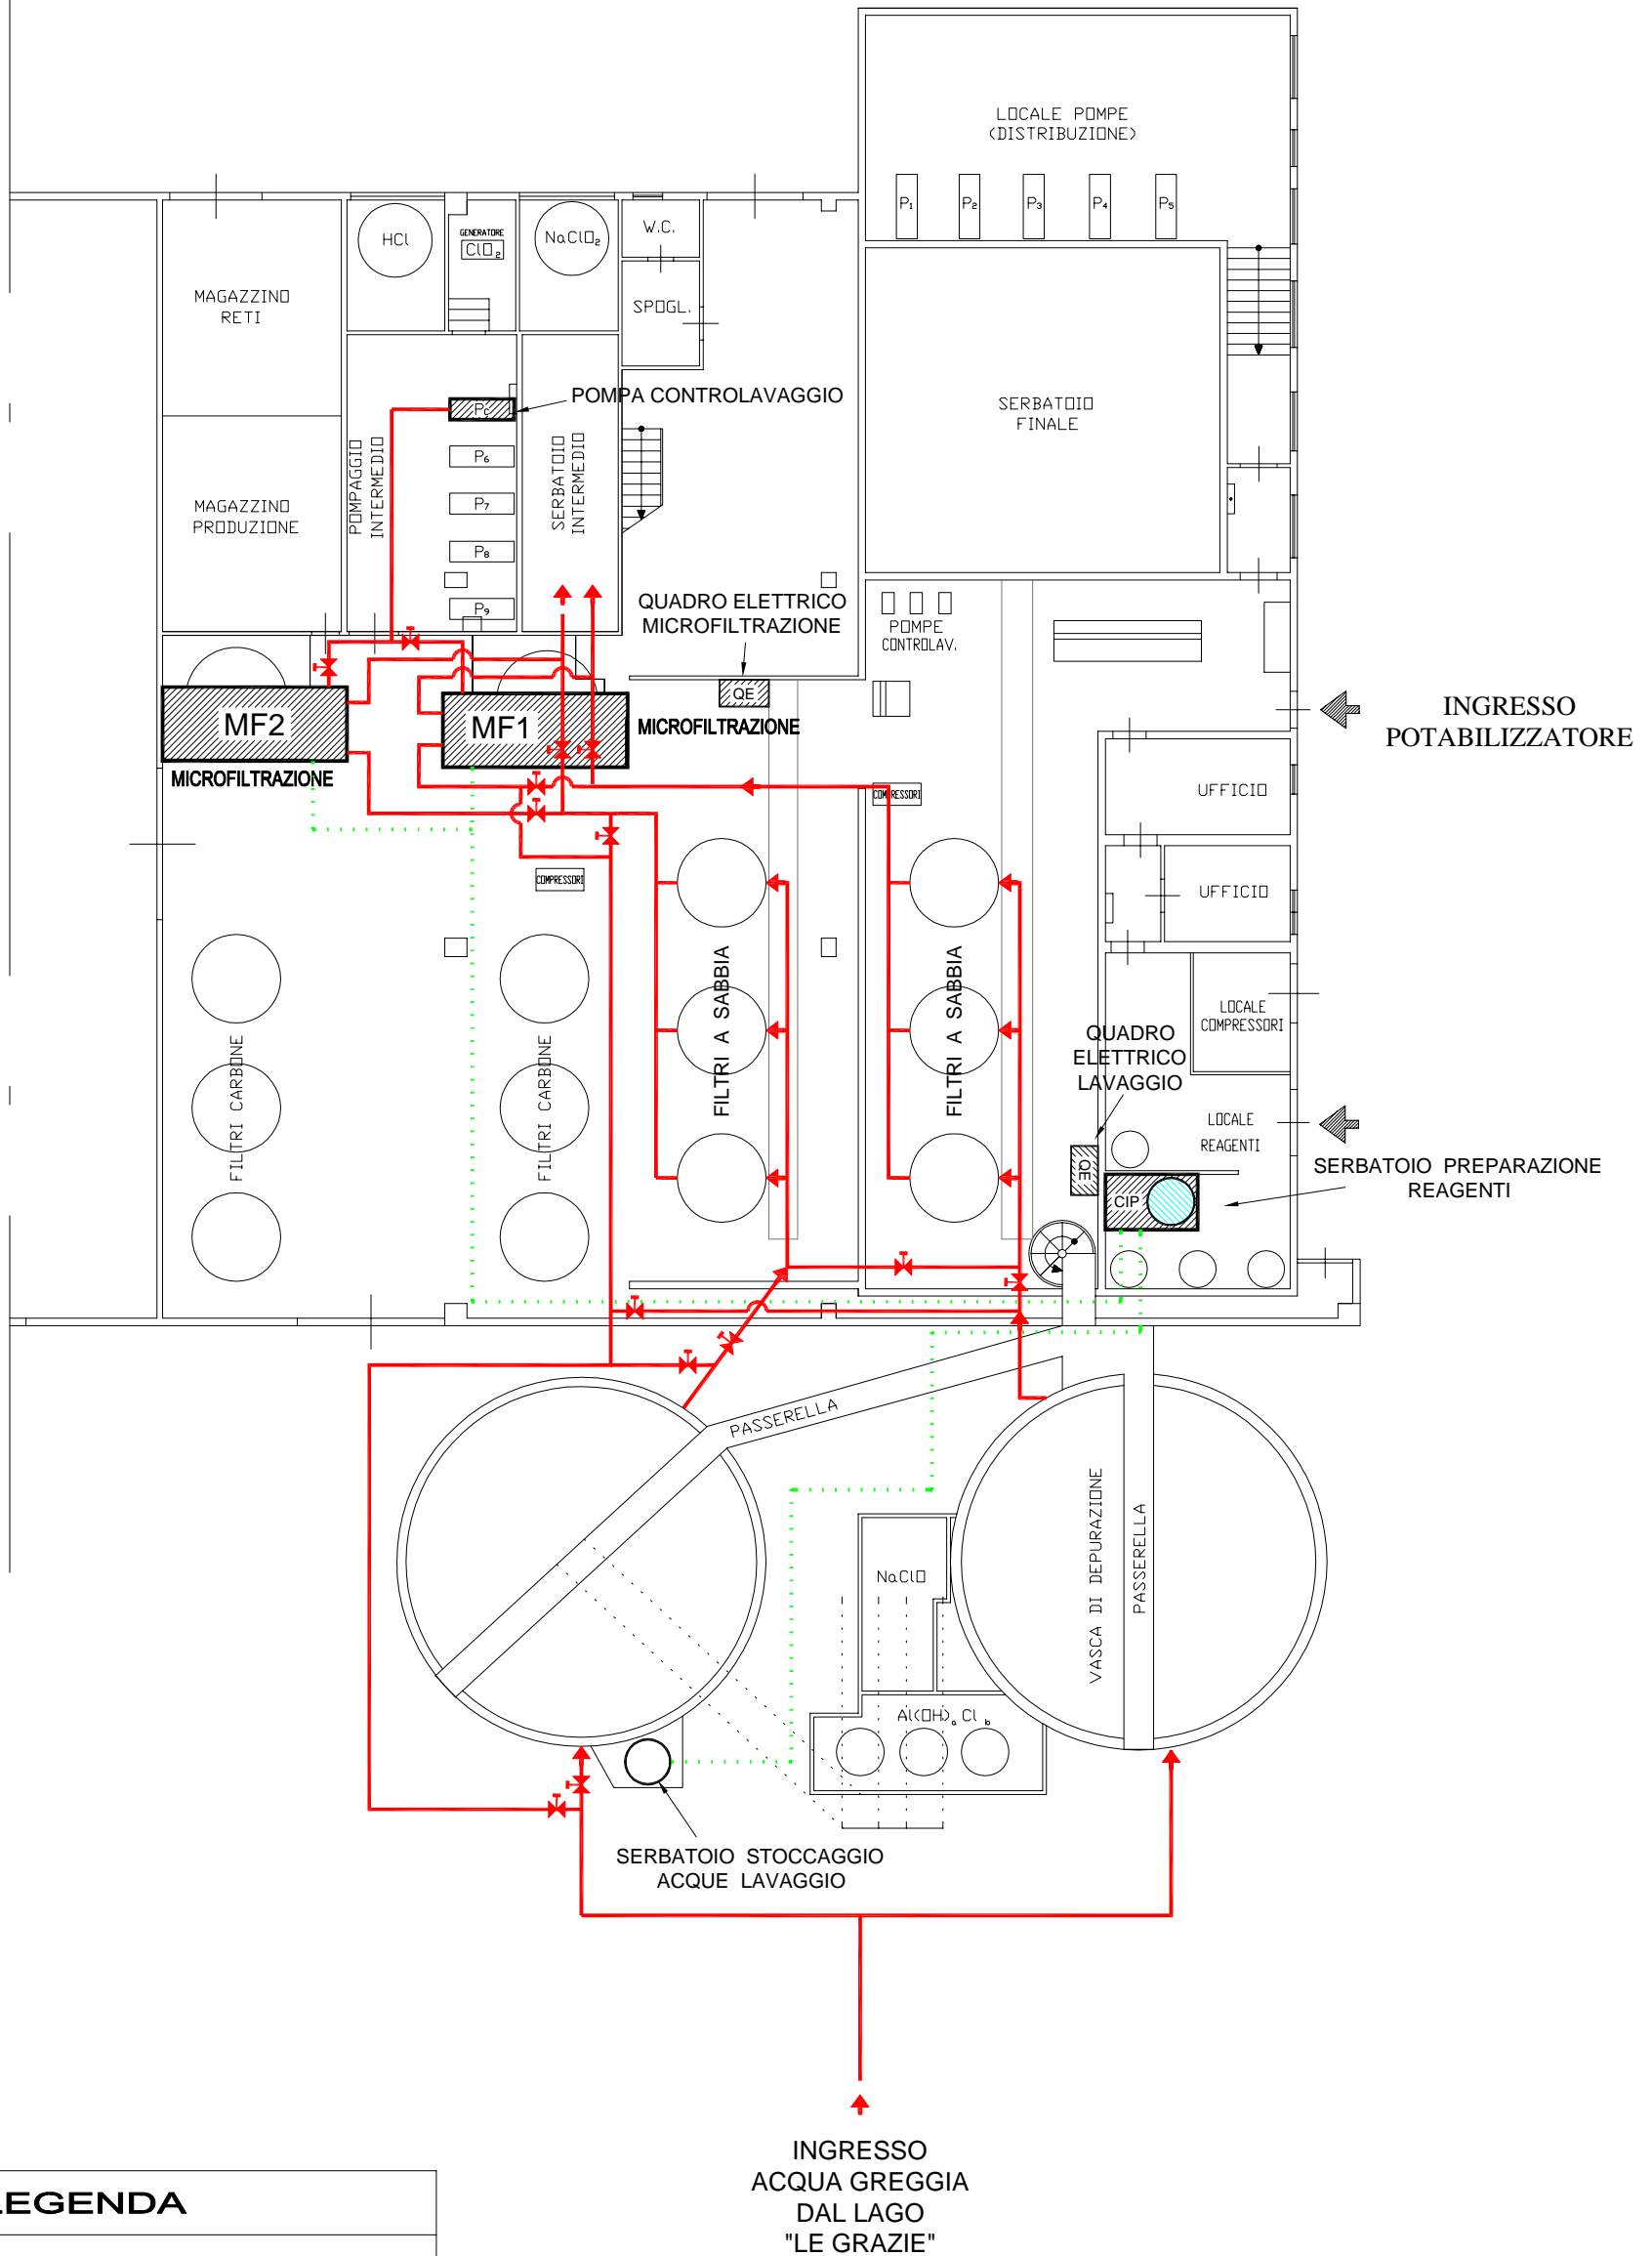 LOCALE POMPE
(DISTRIBUZIONE)
P1
P2
P3
P4
P5
HCl
GENERATORE
ClO2
NaClO2
W.C.
SPOGL.
MAGAZZINO
RETI
POMPA CONTROLAVAGGIO
SERBATOIO
FINALE
Pc
P6
P7
P8
P9
POMPAGGIO
INTERMEDIO
SERBATOIO
INTERMEDIO
MAGAZZINO
PRODUZIONE
QUADRO ELETTRICO
MICROFILTRAZIONE
POMPE
CONTROLAV.
QE
MF2
MF1
MICROFILTRAZIONE
MICROFILTRAZIONE
INGRESSO
POTABILIZZATORE
COMPRESSORI
UFFICIO
COMPRESSORI
UFFICIO
FILTRI CARBONE
FILTRI CARBONE
FILTRI A SABBIA
FILTRI A SABBIA
LOCALE
COMPRESSORI
QUADRO
ELETTRICO
LAVAGGIO
LOCALE
REAGENTI
QE
CIP
SERBATOIO PREPARAZIONE
REAGENTI
PASSERELLA
VASCA DI DEPURAZIONE
PASSERELLA
NaClO
Al(OH)a Cl b
SERBATOIO STOCCAGGIO
ACQUE LAVAGGIO
INGRESSO
ACQUA GREGGIA
DAL LAGO
"LE GRAZIE"
LEGENDA